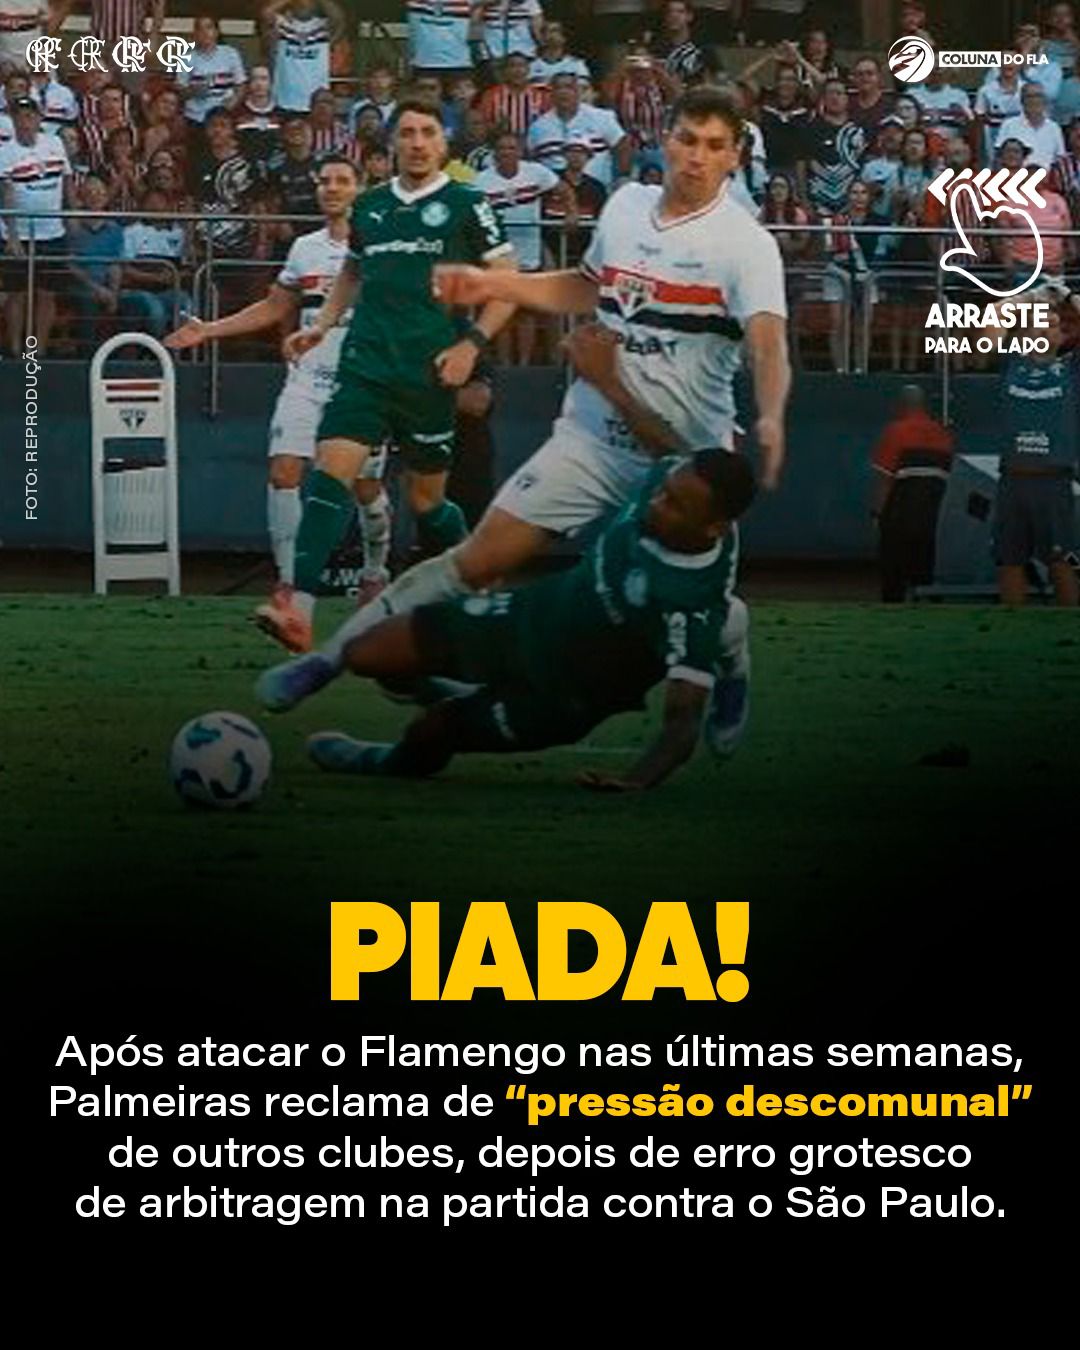 COLUNA DO FLA
ARRASTE
PARA O LADO
FOTO: REPRODUÇÃO
PIADA!
Após atacar o Flamengo nas últimas semanas,
Palmeiras reclama de “pressão descomunal”
de outros clubes, depois de erro grotesco
de arbitragem na partida contra o São Paulo.